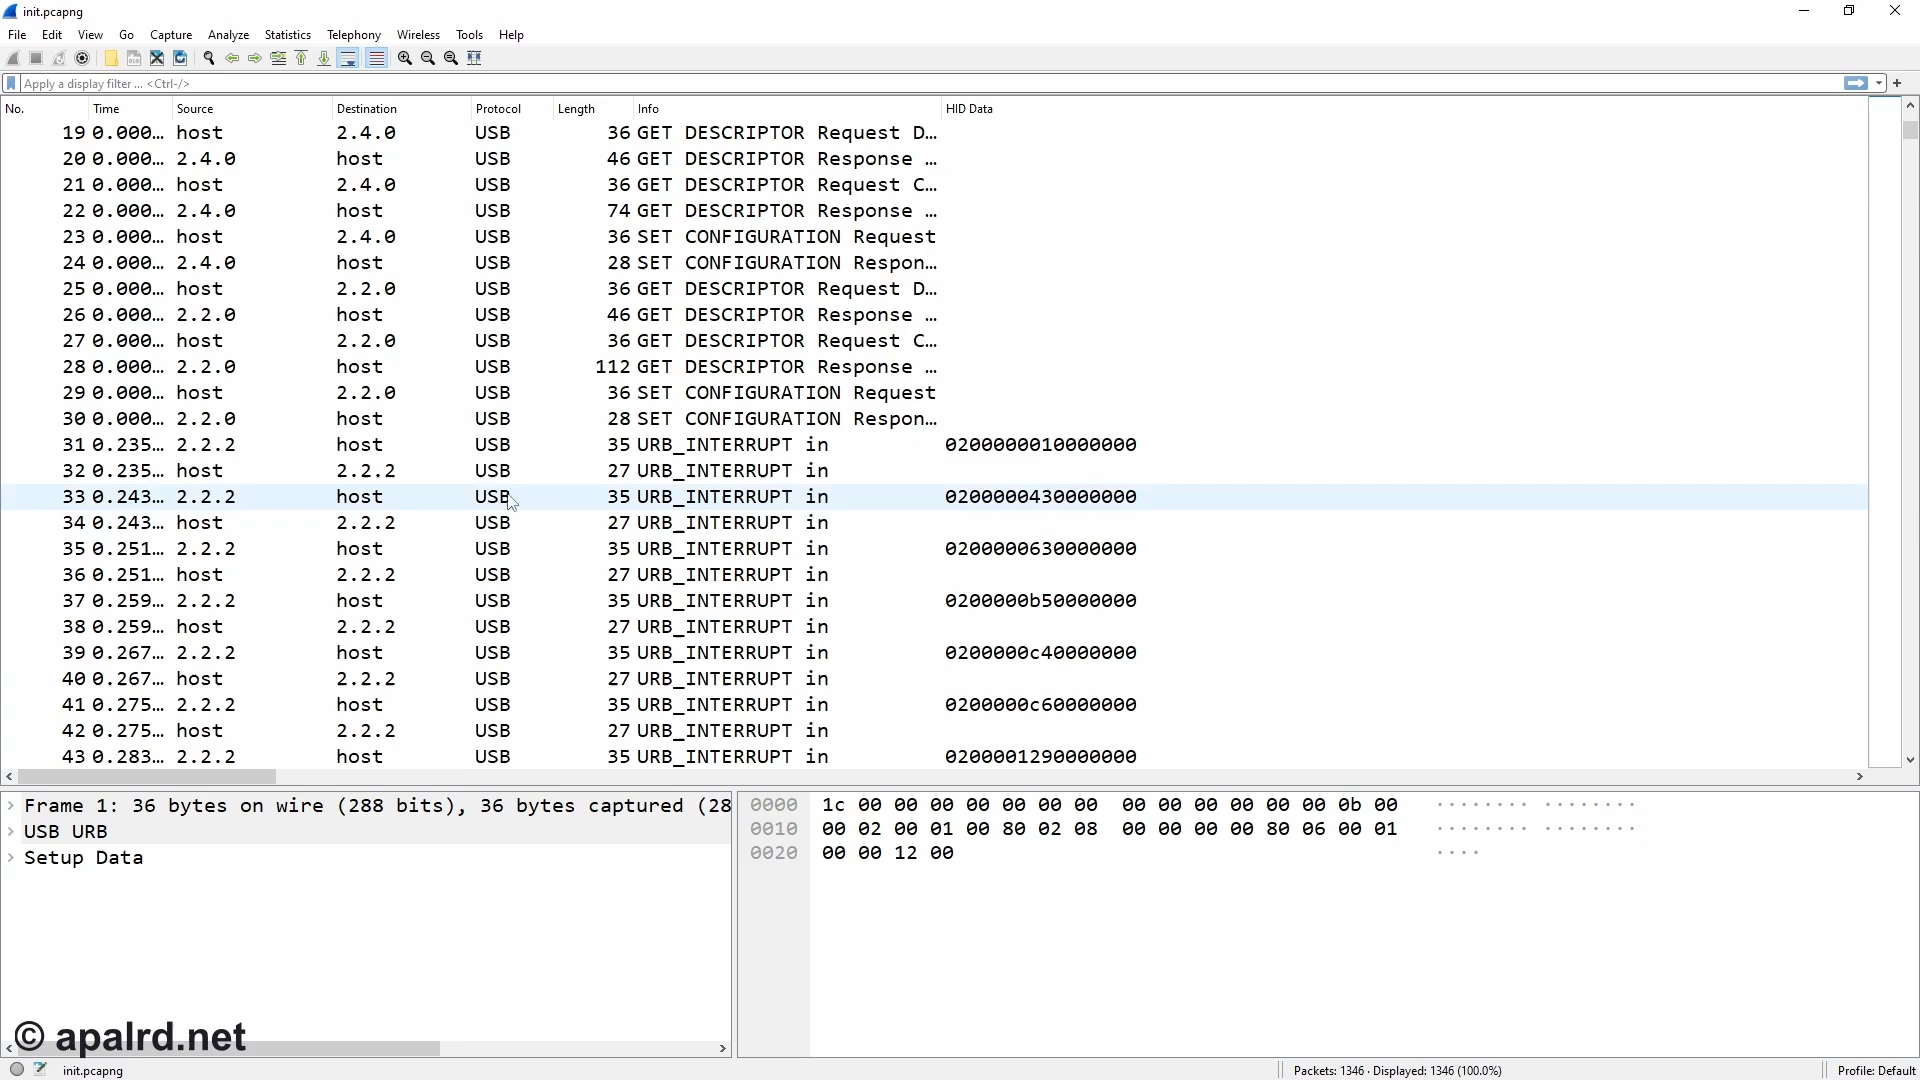 init.pcapng
File Edit View Go Capture Analyze Statistics Telephony Wireless Tools Help
Apply a display filter ... <Ctrl-/>
No. Time Source Destination Protocol Length Info HID Data
19 0.000… host 2.4.0 USB 36 GET DESCRIPTOR Request D…
20 0.000… 2.4.0 host USB 46 GET DESCRIPTOR Response …
21 0.000… host 2.4.0 USB 36 GET DESCRIPTOR Request C…
22 0.000… 2.4.0 host USB 74 GET DESCRIPTOR Response …
23 0.000… host 2.4.0 USB 36 SET CONFIGURATION Request
24 0.000… 2.4.0 host USB 28 SET CONFIGURATION Respon…
25 0.000… host 2.2.0 USB 36 GET DESCRIPTOR Request D…
26 0.000… 2.2.0 host USB 46 GET DESCRIPTOR Response …
27 0.000… host 2.2.0 USB 36 GET DESCRIPTOR Request C…
28 0.000… 2.2.0 host USB 112 GET DESCRIPTOR Response …
29 0.000… host 2.2.0 USB 36 SET CONFIGURATION Request
30 0.000… 2.2.0 host USB 28 SET CONFIGURATION Respon…
31 0.235… 2.2.2 host USB 35 URB_INTERRUPT in 0200000010000000
32 0.235… host 2.2.2 USB 27 URB_INTERRUPT in
33 0.243… 2.2.2 host USB 35 URB_INTERRUPT in 0200000430000000
34 0.243… host 2.2.2 USB 27 URB_INTERRUPT in
35 0.251… 2.2.2 host USB 35 URB_INTERRUPT in 0200000630000000
36 0.251… host 2.2.2 USB 27 URB_INTERRUPT in
37 0.259… 2.2.2 host USB 35 URB_INTERRUPT in 0200000b50000000
38 0.259… host 2.2.2 USB 27 URB_INTERRUPT in
39 0.267… 2.2.2 host USB 35 URB_INTERRUPT in 0200000c40000000
40 0.267… host 2.2.2 USB 27 URB_INTERRUPT in
41 0.275… 2.2.2 host USB 35 URB_INTERRUPT in 0200000c60000000
42 0.275… host 2.2.2 USB 27 URB_INTERRUPT in
43 0.283… 2.2.2 host USB 35 URB_INTERRUPT in 0200001290000000
Frame 1: 36 bytes on wire (288 bits), 36 bytes captured (28
USB URB
Setup Data
0000 1c 00 00 00 00 00 00 00 00 00 00 00 00 00 0b 00 ········ ········
0010 00 02 00 01 00 80 02 08 00 00 00 00 80 06 00 01 ········ ········
0020 00 00 12 00 ····
© apalrd.net
init.pcapng Packets: 1346 · Displayed: 1346 (100.0%) Profile: Default